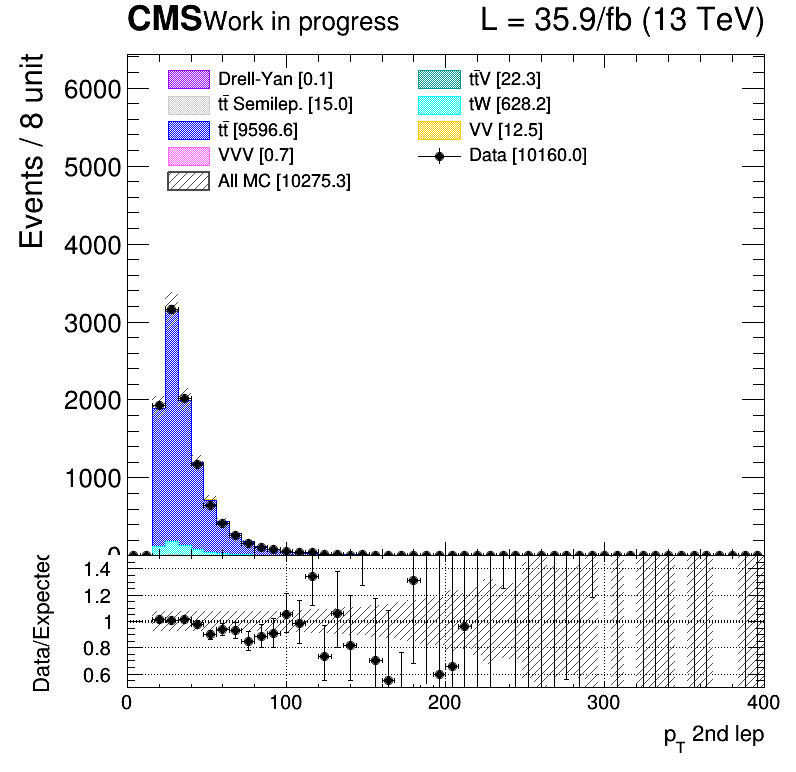 CMS Work in progress L = 35.9/fb (13 TeV)
Events / 8 unit
6000
5000
4000
3000
2000
1000
0
Drell-Yan [0.1]
tt̄ Semilep. [15.0]
tt̄ [9596.6]
VVV [0.7]
All MC [10275.3]
tt̄V [22.3]
tW [628.2]
VV [12.5]
Data [10160.0]
Data/Expected
1.4
1.2
1
0.8
0.6
0 100 200 300 400
p_T 2nd lep